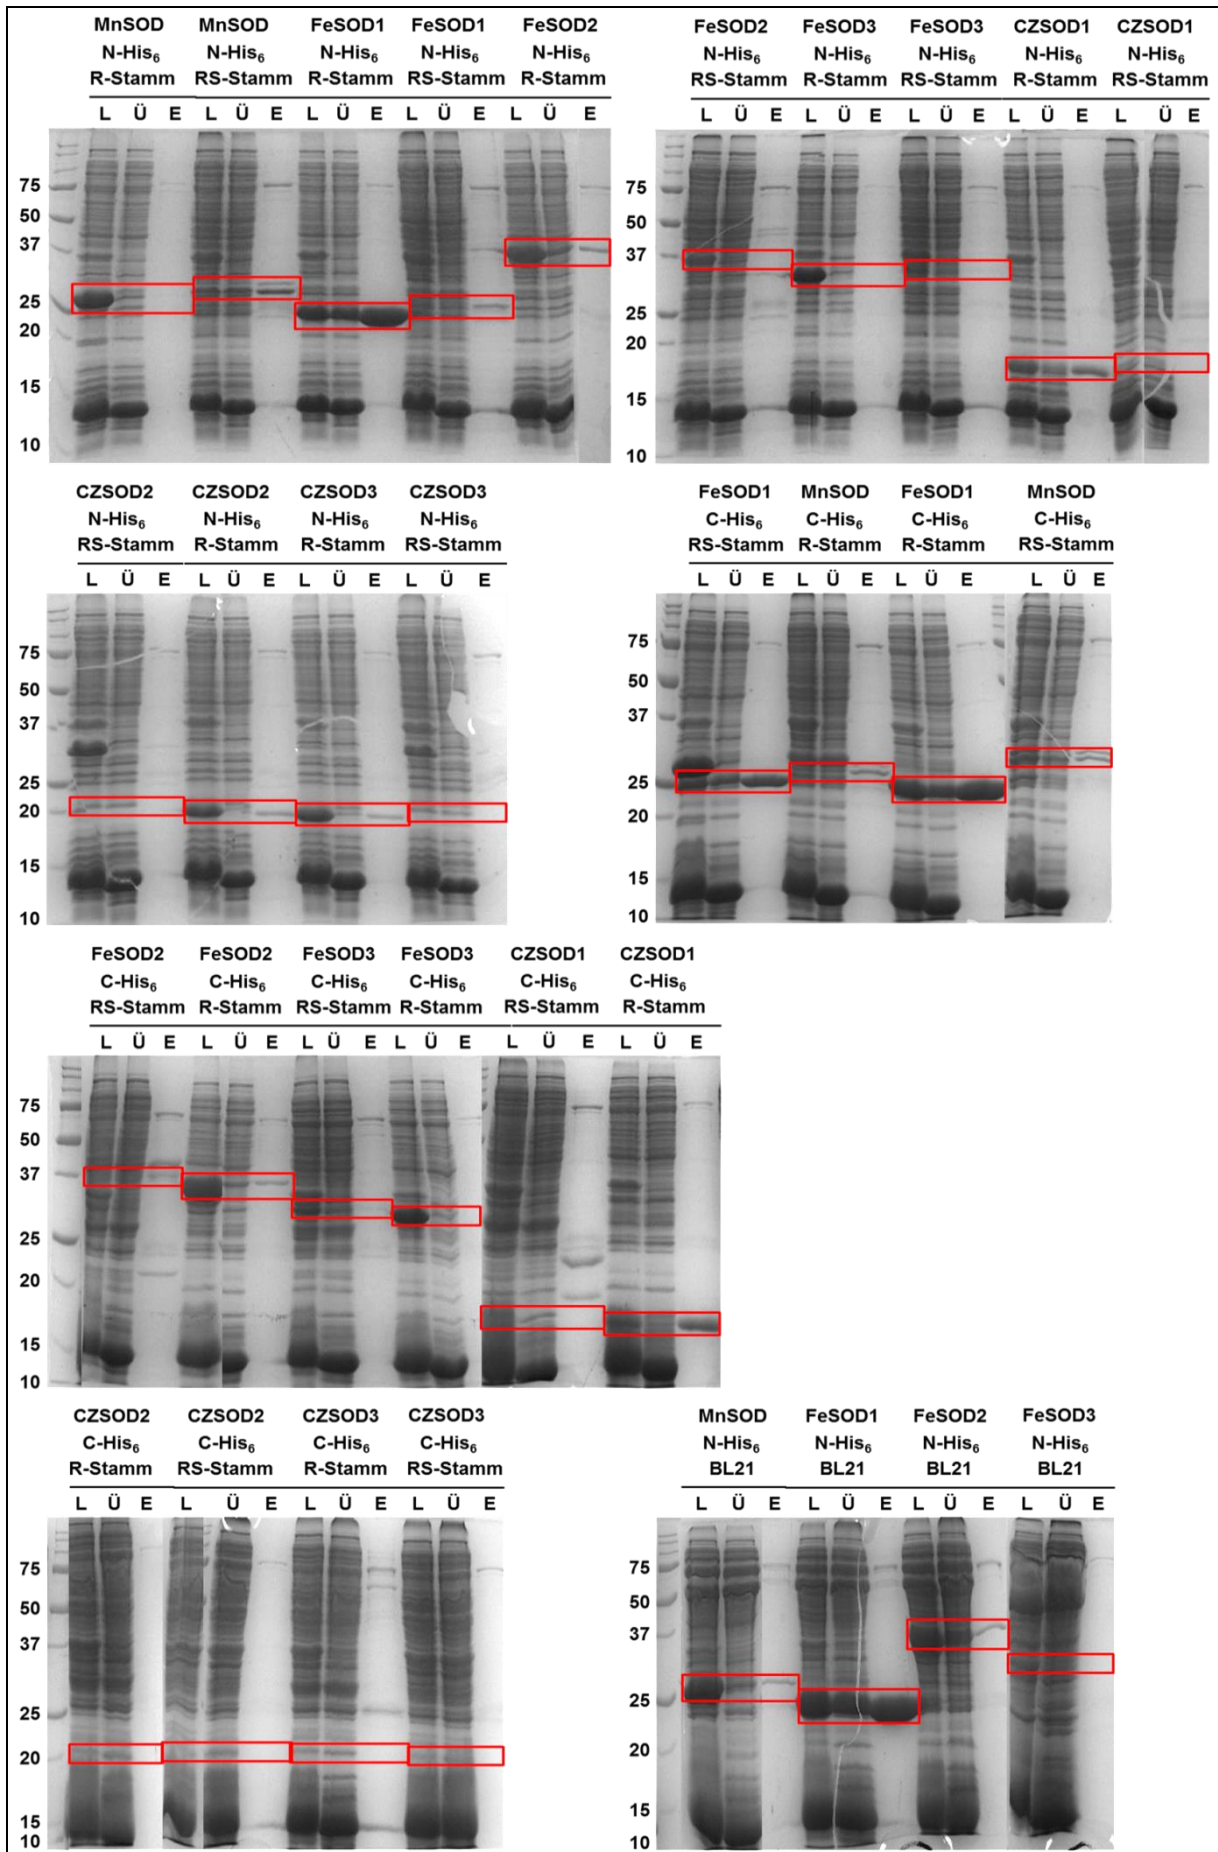 MnSOD MnSOD FeSOD1 FeSOD1 FeSOD2
N-His6 N-His6 N-His6 N-His6 N-His6
R-Stamm RS-Stamm R-Stamm RS-Stamm R-Stamm
L Ü E L Ü E L Ü E L Ü E L Ü E
75
50
37
25
20
15
10
FeSOD2 FeSOD3 FeSOD3 CZSOD1 CZSOD1
N-His6 N-His6 N-His6 N-His6 N-His6
RS-Stamm R-Stamm RS-Stamm R-Stamm RS-Stamm
L Ü E L Ü E L Ü E L Ü E L Ü E
75
50
37
25
20
15
10
CZSOD2 CZSOD2 CZSOD3 CZSOD3
N-His6 N-His6 N-His6 N-His6
RS-Stamm R-Stamm R-Stamm RS-Stamm
L Ü E L Ü E L Ü E L Ü E
75
50
37
25
20
15
10
FeSOD1 MnSOD FeSOD1 MnSOD
C-His6 C-His6 C-His6 C-His6
RS-Stamm R-Stamm R-Stamm RS-Stamm
L Ü E L Ü E L Ü E L Ü E
75
50
37
25
20
15
10
FeSOD2 FeSOD2 FeSOD3 FeSOD3 CZSOD1 CZSOD1
C-His6 C-His6 C-His6 C-His6 C-His6 C-His6
RS-Stamm R-Stamm RS-Stamm R-Stamm RS-Stamm R-Stamm
L Ü E L Ü E L Ü E L Ü E L Ü E L Ü E
75
50
37
25
20
15
10
CZSOD2 CZSOD2 CZSOD3 CZSOD3
C-His6 C-His6 C-His6 C-His6
R-Stamm RS-Stamm R-Stamm RS-Stamm
L Ü E L Ü E L Ü E L Ü E
75
50
37
25
20
15
10
MnSOD FeSOD1 FeSOD2 FeSOD3
N-His6 N-His6 N-His6 N-His6
BL21 BL21 BL21 BL21
L Ü E L Ü E L Ü E L Ü E
75
50
37
25
20
15
10